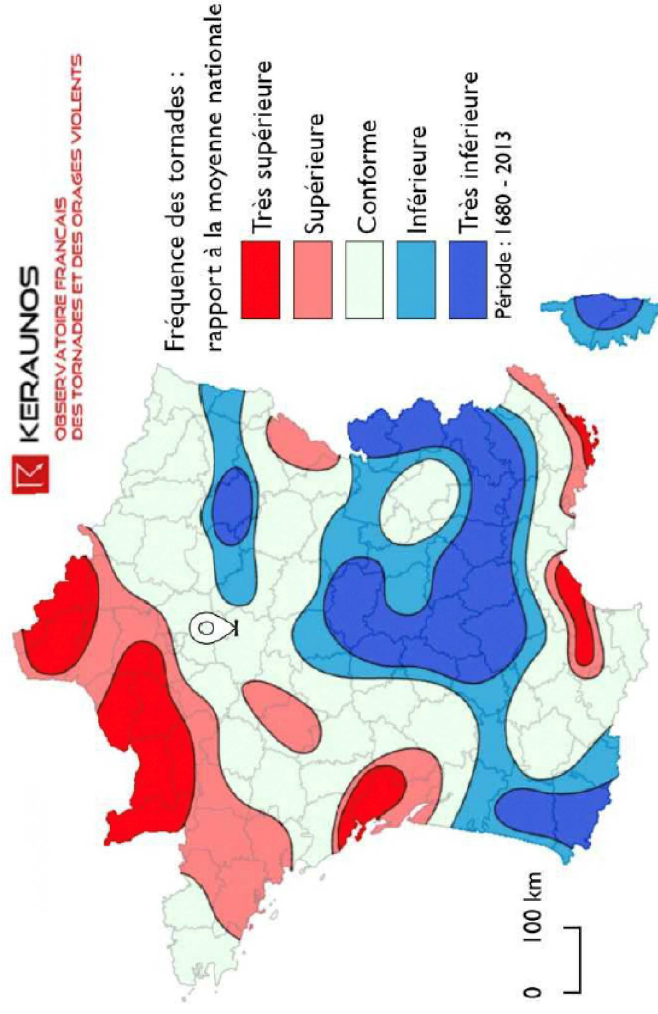 KERAUNOS
OBSERVATOIRE FRANCAIS
DES TORNADES ET DES ORAGES VIOLENTS
Fréquence des tornades :
rapport à la moyenne nationale
Très supérieure
Supérieure
Conforme
Inférieure
Très inférieure
Période : 1680 - 2013
0 100 km